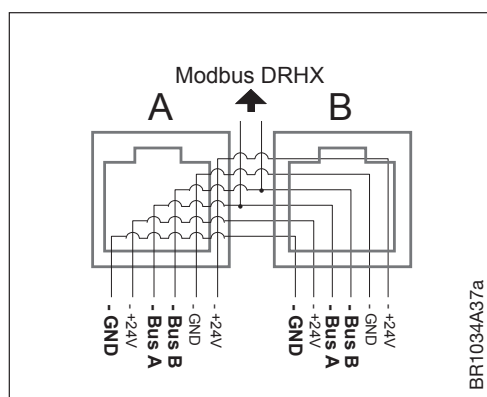 Modbus DRHX
A
B
- GND
- +24V
- Bus A
- Bus B
- GND
- +24V
- GND
- +24V
- Bus A
- Bus B
- GND
- +24V
BR1034A37a